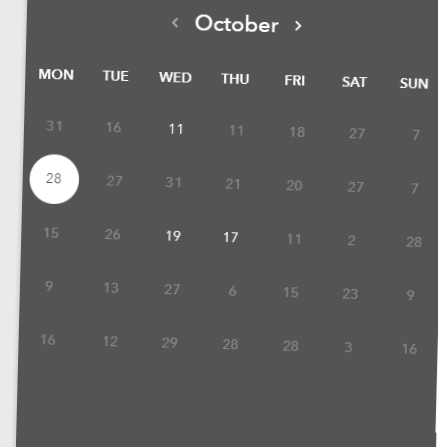 ‹ October ›
MON TUE WED THU FRI SAT SUN
31 16 11 11 18 27 7
28 27 31 21 20 27 7
15 26 19 17 11 2 28
9 13 27 6 15 23 9
16 12 29 28 28 3 16